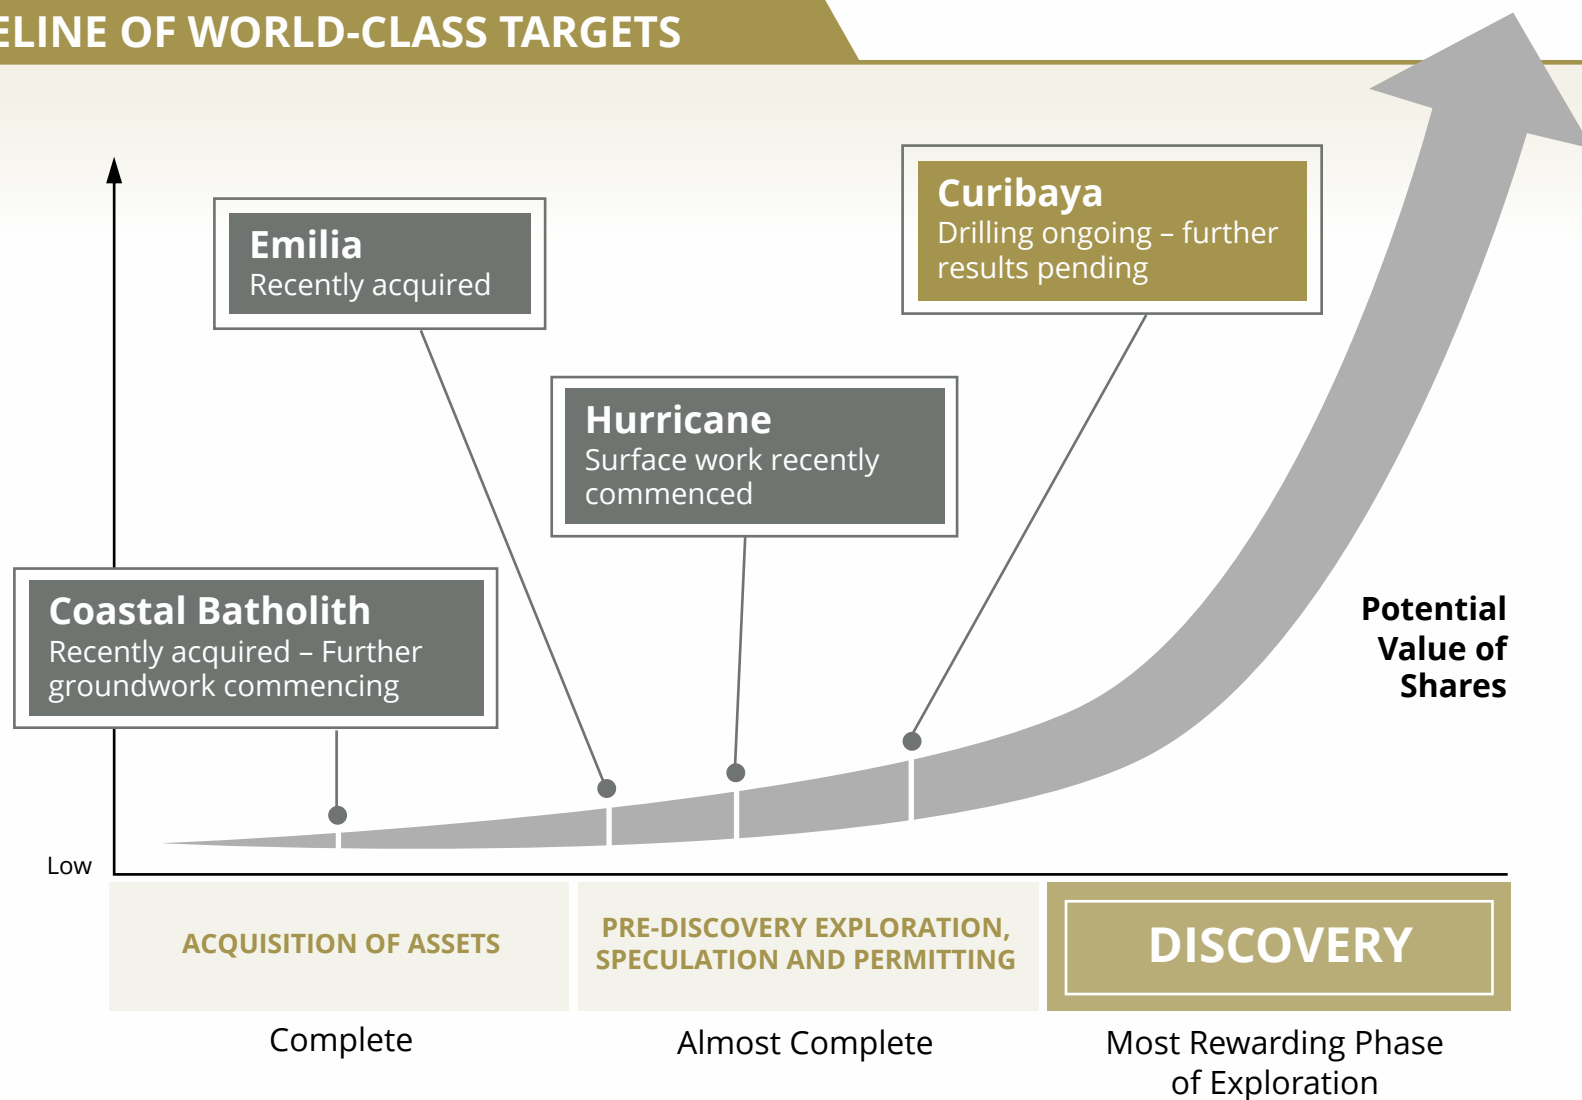 ELINE OF WORLD-CLASS TARGETS
Emilia
Recently acquired
Curibaya
Drilling ongoing – further
results pending
Hurricane
Surface work recently
commenced
Coastal Batholith
Recently acquired – Further
groundwork commencing
Potential
Value of
Shares
Low
ACQUISITION OF ASSETS
PRE-DISCOVERY EXPLORATION,
SPECULATION AND PERMITTING
DISCOVERY
Complete
Almost Complete
Most Rewarding Phase
of Exploration